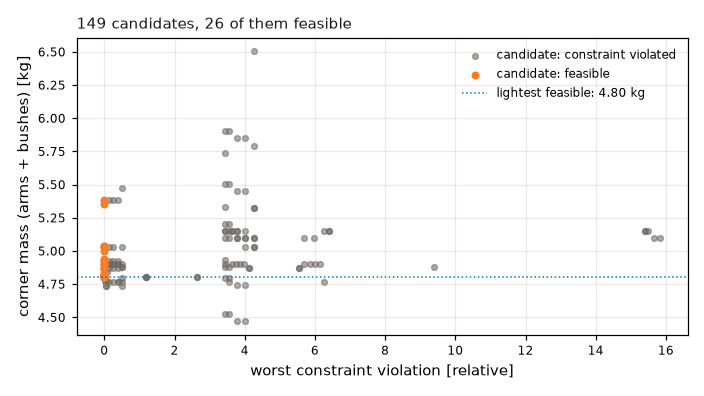 149 candidates, 26 of them feasible
candidate: constraint violated
candidate: feasible
lightest feasible: 4.80 kg
corner mass (arms + bushes) [kg]
6.50
6.25
6.00
5.75
5.50
5.25
5.00
4.75
4.50
0 2 4 6 8 10 12 14 16
worst constraint violation [relative]